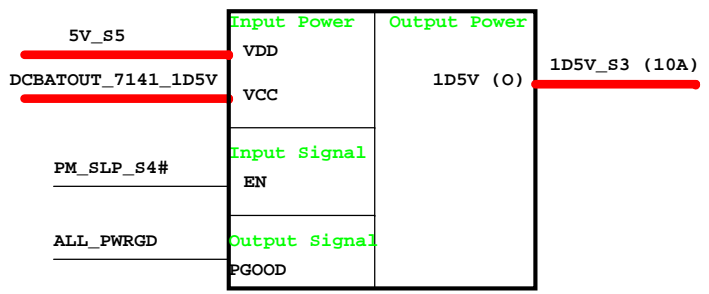 Input Power
Output Power
5V_S5
VDD
DCBATOUT_7141_1D5V
VCC
1D5V (O)
1D5V_S3 (10A)
Input Signal
PM_SLP_S4#
EN
ALL_PWRGD
Output Signal
PGOOD